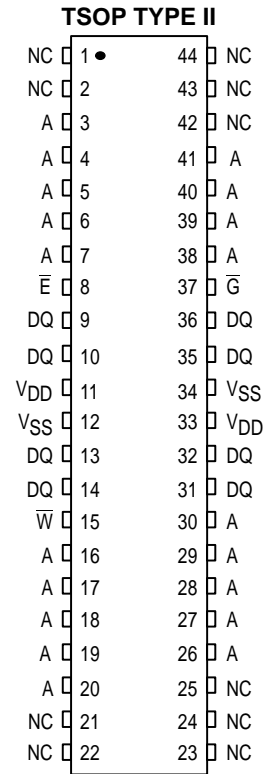 TSOP TYPE II
NC 1 44 NC
NC 2 43 NC
A 3 42 NC
A 4 41 A
A 5 40 A
A 6 39 A
A 7 38 A
E̅ 8 37 G̅
DQ 9 36 DQ
DQ 10 35 DQ
VDD 11 34 VSS
VSS 12 33 VDD
DQ 13 32 DQ
DQ 14 31 DQ
W̅ 15 30 A
A 16 29 A
A 17 28 A
A 18 27 A
A 19 26 A
A 20 25 NC
NC 21 24 NC
NC 22 23 NC